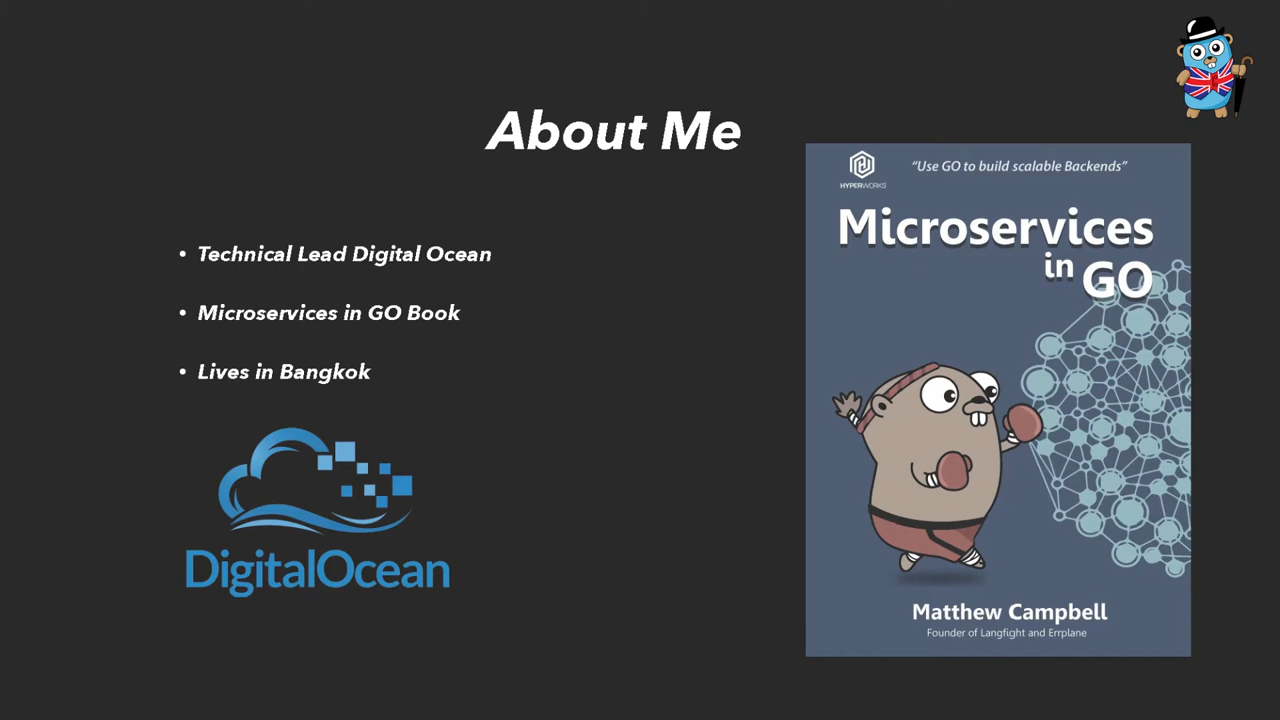 About Me
• Technical Lead Digital Ocean
• Microservices in GO Book
• Lives in Bangkok
DigitalOcean
HYPERWORKS
“Use GO to build scalable Backends”
Microservices
in GO
Matthew Campbell
Founder of Langfight and Errplane